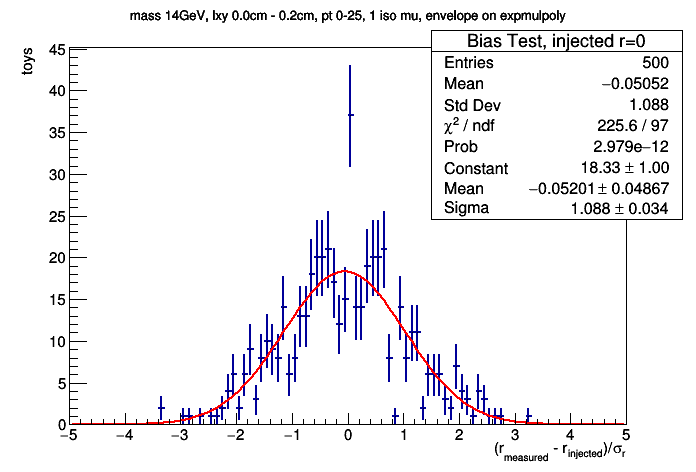 mass 14GeV, lxy 0.0cm - 0.2cm, pt 0-25, 1 iso mu, envelope on expmulpoly
Bias Test, injected r=0
Entries 500
Mean −0.05052
Std Dev 1.088
χ² / ndf 225.6 / 97
Prob 2.979e−12
Constant 18.33 ± 1.00
Mean −0.05201 ± 0.04867
Sigma 1.088 ± 0.034
toys
45
40
35
30
25
20
15
10
5
0
−5 −4 −3 −2 −1 0 1 2 3 4 5
(r_measured - r_injected)/σ_r